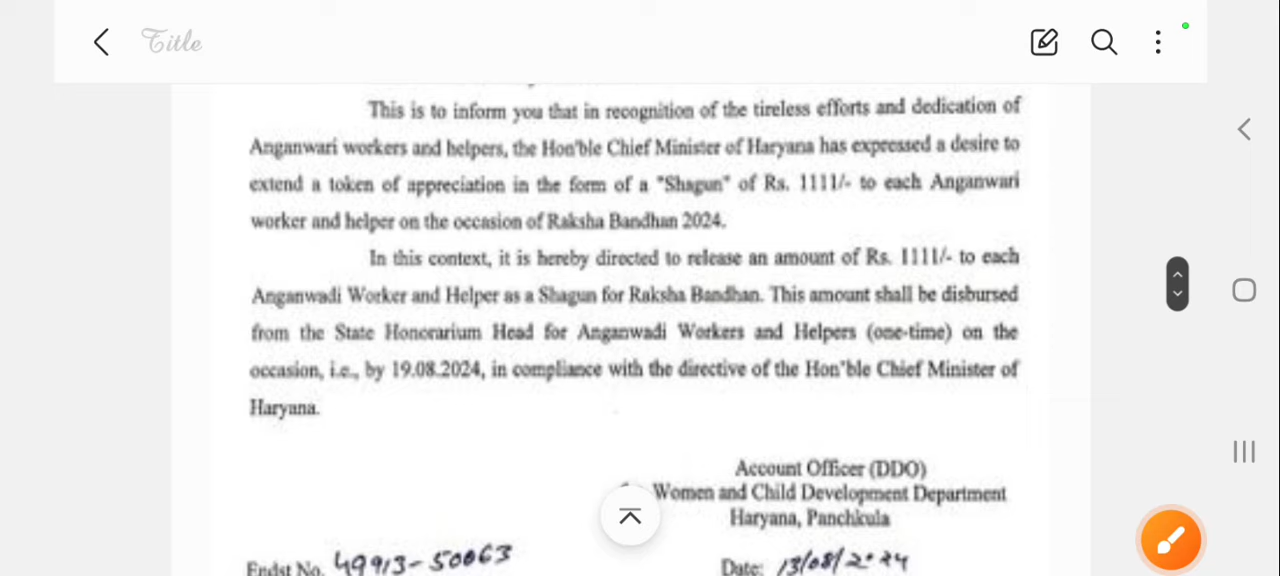 Title
This is to inform you that in recognition of the tireless efforts and dedication of
Anganwari workers and helpers, the Hon'ble Chief Minister of Haryana has expressed a desire to
extend a token of appreciation in the form of a "Shagun" of Rs. 1111/- to each Anganwari
worker and helper on the occasion of Raksha Bandhan 2024.
In this context, it is hereby directed to release an amount of Rs. 1111/- to each
Anganwadi Worker and Helper as a Shagun for Raksha Bandhan. This amount shall be disbursed
from the State Honorarium Head for Anganwadi Workers and Helpers (one-time) on the
occasion, i.e., by 19.08.2024, in compliance with the directive of the Hon'ble Chief Minister of
Haryana.
Account Officer (DDO)
Women and Child Development Department
Haryana, Panchkula
Endst No. 49913-50063 Date: 13/08/2024